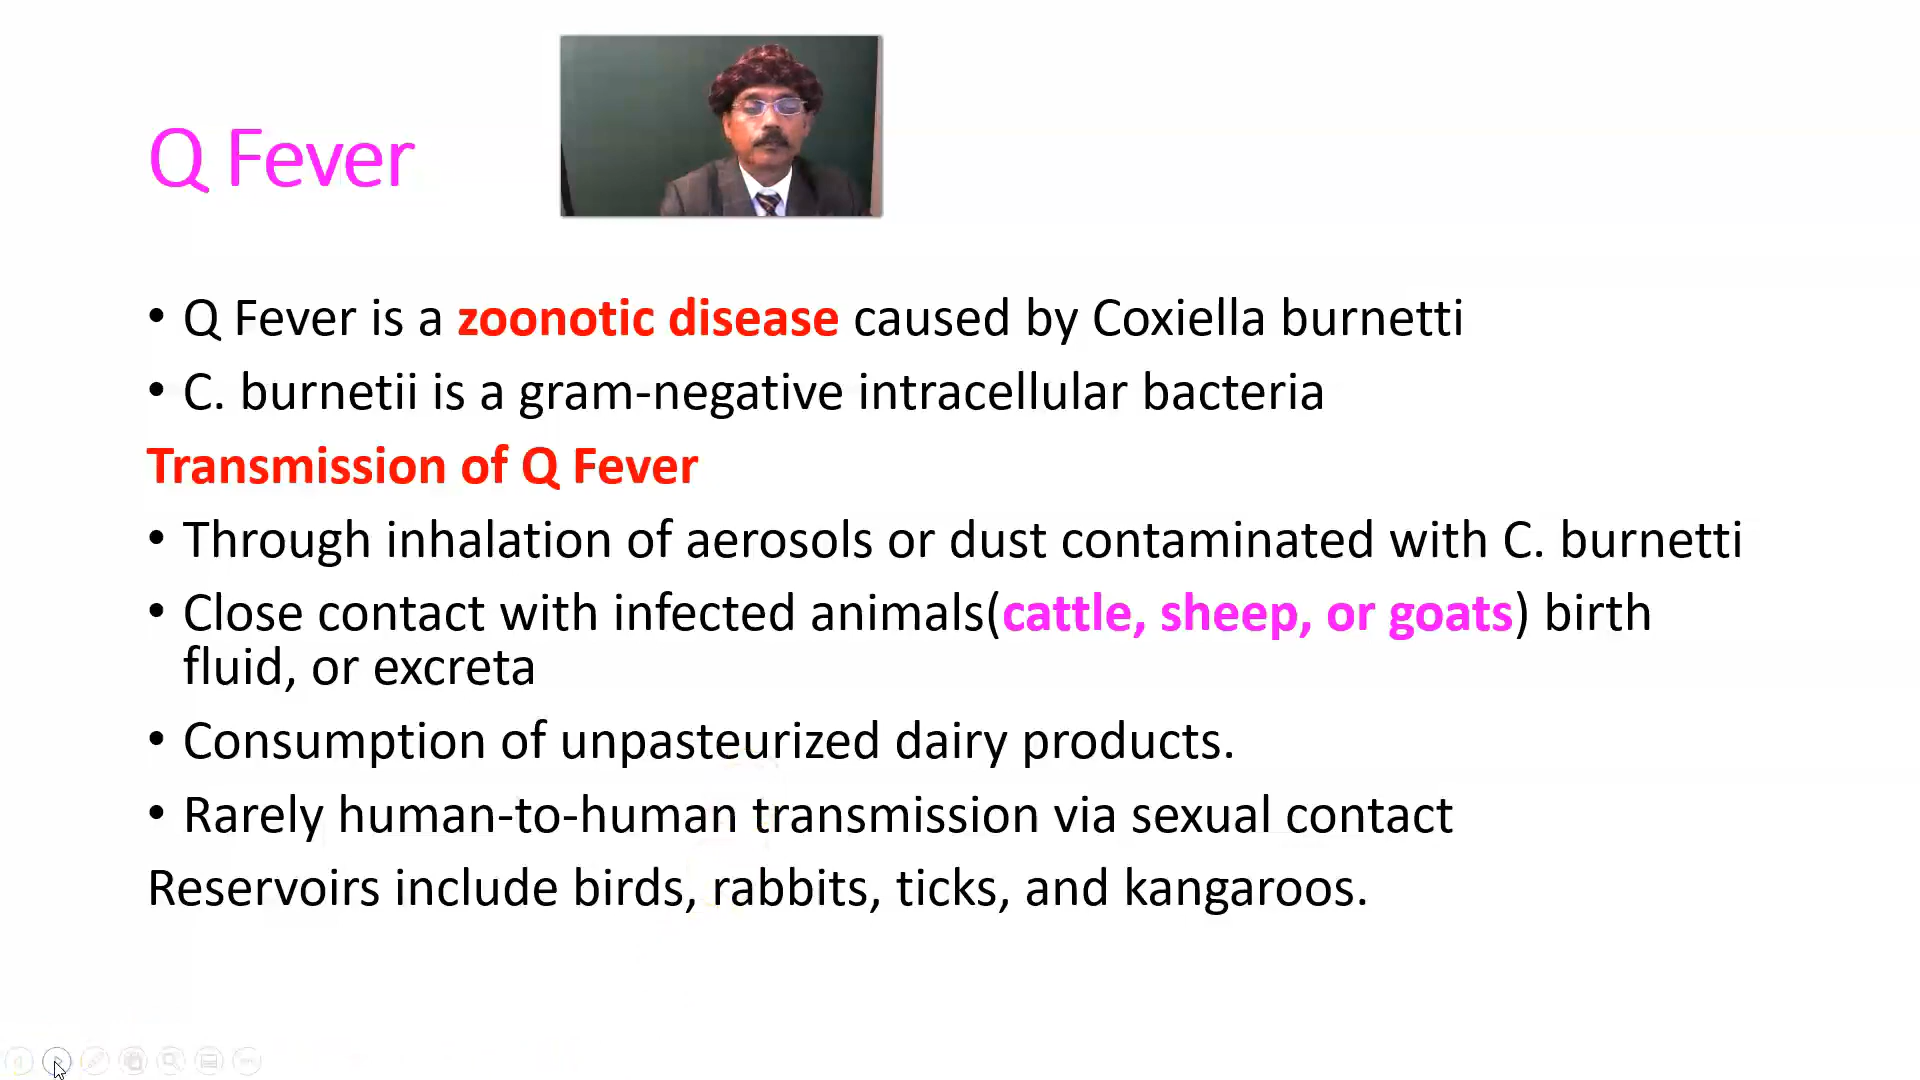 Q Fever
• Q Fever is a zoonotic disease caused by Coxiella burnetti
• C. burnetii is a gram-negative intracellular bacteria
Transmission of Q Fever
• Through inhalation of aerosols or dust contaminated with C. burnetti
• Close contact with infected animals(cattle, sheep, or goats) birth
fluid, or excreta
• Consumption of unpasteurized dairy products.
• Rarely human-to-human transmission via sexual contact
Reservoirs include birds, rabbits, ticks, and kangaroos.